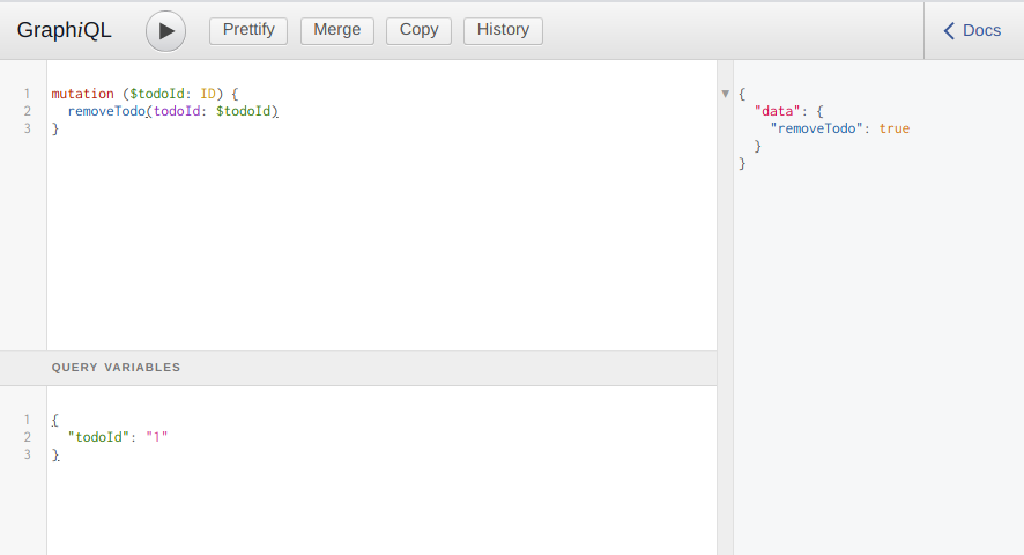 GraphiQL Prettify Merge Copy History Docs
1 mutation ($todoId: ID) {
2 removeTodo(todoId: $todoId)
3 }
{
"data": {
"removeTodo": true
}
}
QUERY VARIABLES
1 {
2 "todoId": "1"
3 }